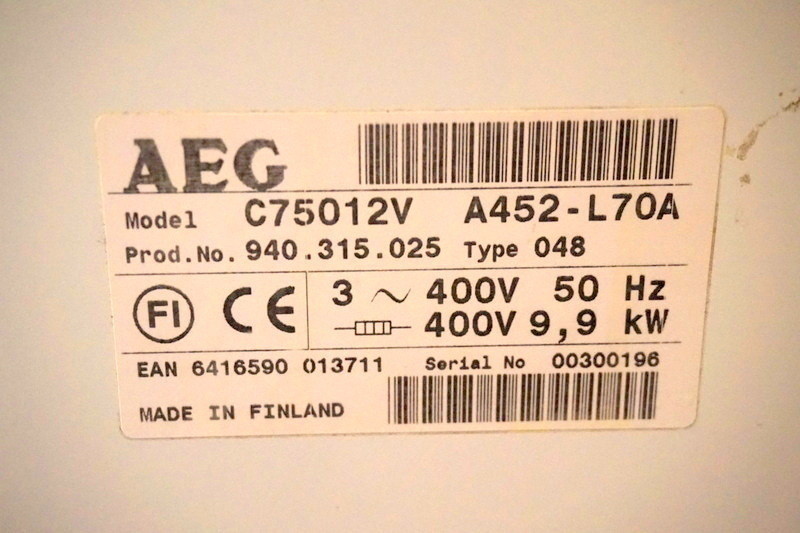 AEG
Model C75012V A452-L70A
Prod.No. 940.315.025 Type 048
FI CE 3 ~ 400V 50 Hz
400V 9,9 kW
EAN 6416590 013711 Serial No 00300196
MADE IN FINLAND